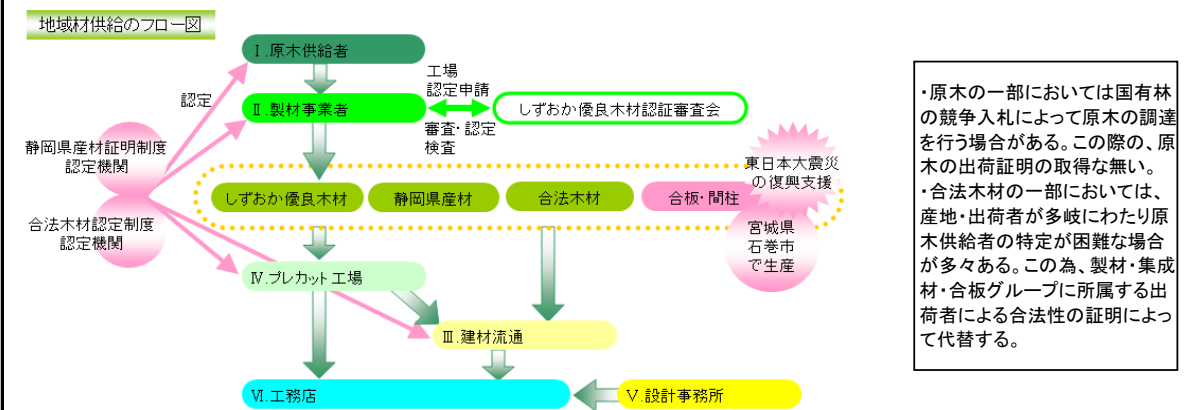 地域材供給のフロー図
Ⅰ.原木供給者
工場
認定申請
認定
Ⅱ.製材事業者
しずおか優良木材認証審査会
審査・認定
検査
静岡県産材証明制度
認定機関
東日本大震災
の復興支援
しずおか優良木材
静岡県産材
合法木材
合板・間柱
合法木材認定制度
認定機関
宮城県
石巻市
で生産
Ⅳ.プレカット工場
Ⅲ.建材流通
Ⅵ.工務店
Ⅴ.設計事務所
・原木の一部においては国有林
の競争入札によって原木の調達
を行う場合がある。この際の、原
木の出荷証明の取得な無い。
・合法木材の一部においては、
産地・出荷者が多岐にわたり原
木供給者の特定が困難な場合
が多々ある。この為、製材・集成
材・合板グループに所属する出
荷者による合法性の証明によっ
て代替する。